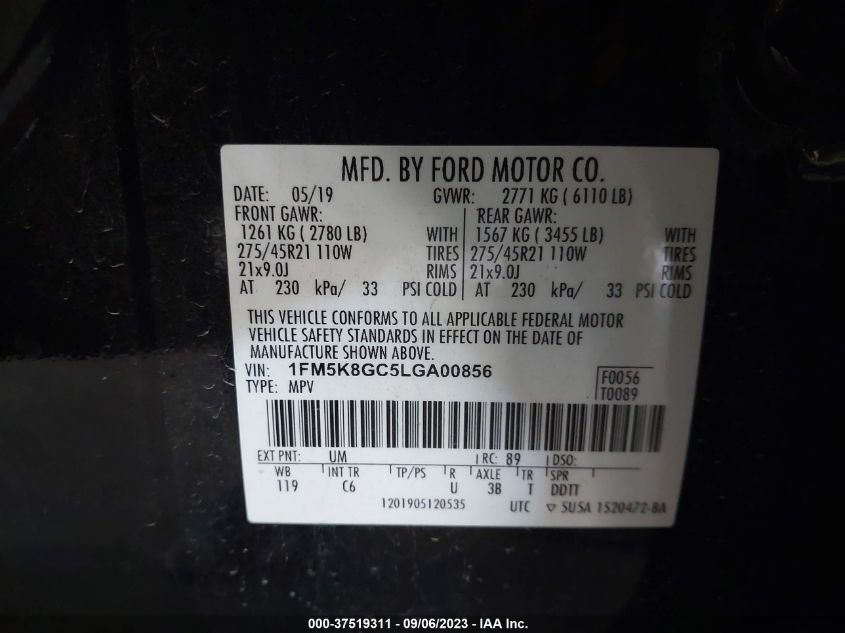 MFD. BY FORD MOTOR CO.
DATE: 05/19 GVWR: 2771 KG ( 6110 LB)
FRONT GAWR: REAR GAWR:
1261 KG ( 2780 LB) WITH 1567 KG ( 3455 LB) WITH
275/45R21 110W TIRES 275/45R21 110W TIRES
21x9.0J RIMS 21x9.0J RIMS
AT 230 kPa/ 33 PSI COLD AT 230 kPa/ 33 PSI COLD
THIS VEHICLE CONFORMS TO ALL APPLICABLE FEDERAL MOTOR
VEHICLE SAFETY STANDARDS IN EFFECT ON THE DATE OF
MANUFACTURE SHOWN ABOVE.
VIN: 1FM5K8GC5LGA00856 F0056
TYPE: MPV T0089
EXT PNT: UM RC: 89 DSO:
WB INT TR TP/PS R AXLE TR SPR
119 C6 U 3B T DDTT
1201905120535 UTC ▽ 5USA 1520472-BA
000-37519311 - 09/06/2023 - IAA Inc.